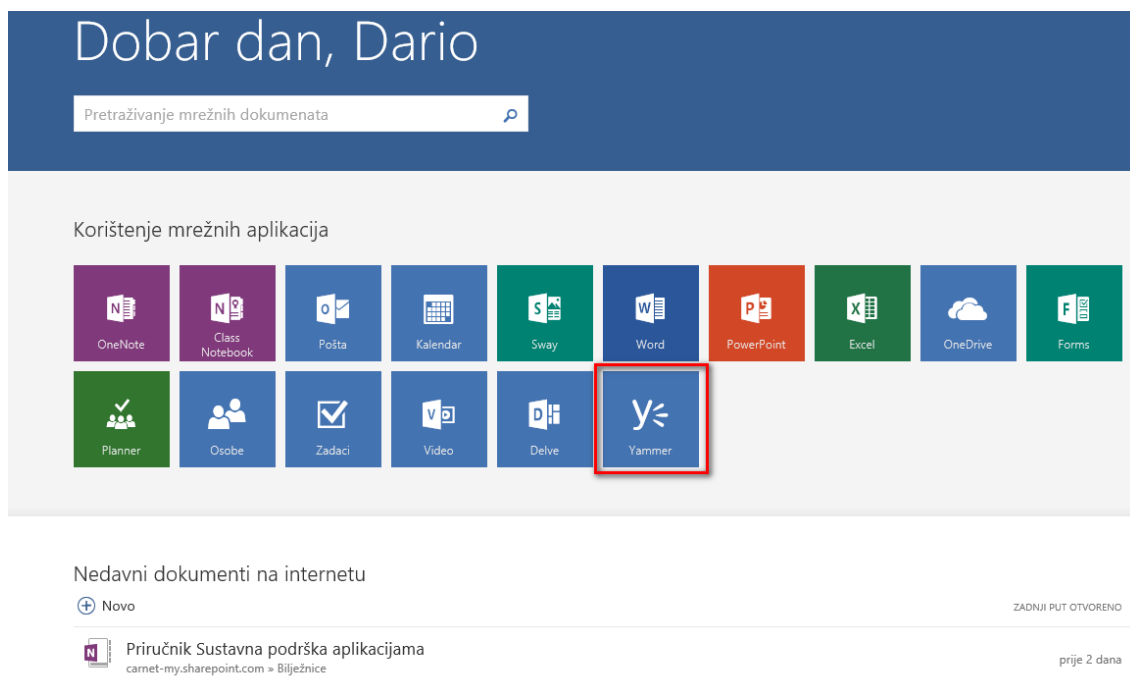 Dobar dan, Dario
Pretraživanje mrežnih dokumenata
Korištenje mrežnih aplikacija
OneNote
Class
Notebook
Pošta
Kalendar
Sway
Word
PowerPoint
Excel
OneDrive
Forms
Planner
Osobe
Zadaci
Video
Delve
Yammer
Nedavni dokumenti na internetu
Novo
ZADNJI PUT OTVORENO
Priručnik Sustavna podrška aplikacijama
carnet-my.sharepoint.com » Bilježnice
prije 2 dana